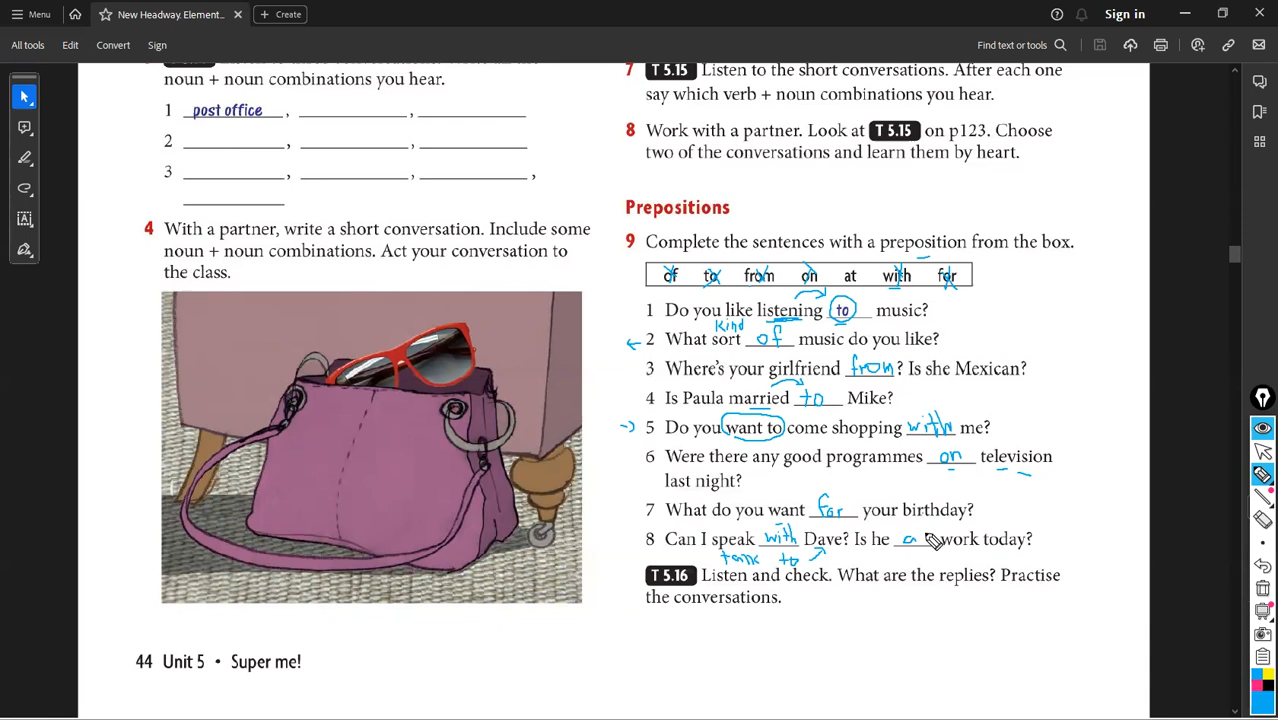 Menu
New Headway. Element...
Create
Sign in
All tools
Edit
Convert
Sign
Find text or tools
noun + noun combinations you hear.
1 post office , ,
2 , ,
3 , , ,
4 With a partner, write a short conversation. Include some
noun + noun combinations. Act your conversation to
the class.
44 Unit 5 • Super me!
7 T 5.15 Listen to the short conversations. After each one
say which verb + noun combinations you hear.
8 Work with a partner. Look at T 5.15 on p123. Choose
two of the conversations and learn them by heart.
Prepositions
9 Complete the sentences with a preposition from the box.
of to from on at with for
1 Do you like listening to music?
kind
2 What sort of music do you like?
3 Where's your girlfriend from? Is she Mexican?
4 Is Paula married to Mike?
5 Do you want to come shopping with me?
6 Were there any good programmes on television
last night?
7 What do you want for your birthday?
8 Can I speak with Dave? Is he a work today?
talk to
T 5.16 Listen and check. What are the replies? Practise
the conversations.